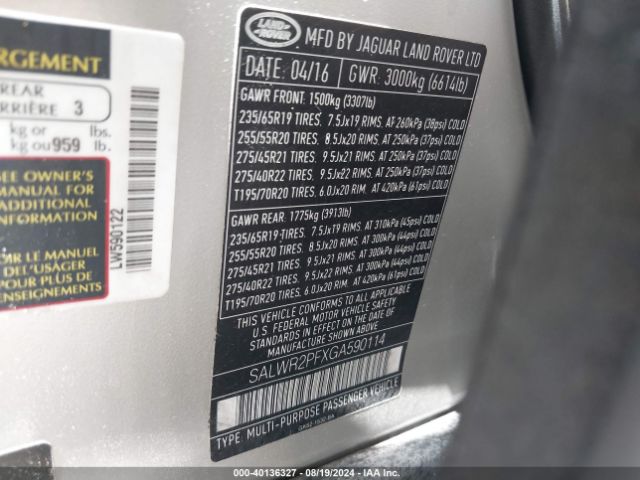 RGEMENT
REAR
ARRIÈRE 3
kg or lbs.
kg ou 959 lb.
SEE OWNER'S
MANUAL FOR
ADDITIONAL
INFORMATION
VOIR LE MANUEL
DE L'USAGER
POUR PLUS DE
RENSEIGNEMENTS
LW590122
LAND ROVER
MFD BY JAGUAR LAND ROVER LTD
DATE: 04/16 GWR: 3000kg (6614lb)
GAWR FRONT: 1500kg (3307lb)
235/65R19 TIRES, 7.5Jx19 RIMS, AT 260kPa (38psi) COLD
255/55R20 TIRES, 8.5Jx20 RIMS, AT 250kPa (37psi) COLD
275/45R21 TIRES, 9.5Jx21 RIMS, AT 250kPa (37psi) COLD
275/40R22 TIRES, 9.5Jx22 RIMS, AT 250kPa (37psi) COLD
T195/70R20 TIRES, 6.0Jx20 RIM, AT 420kPa (61psi) COLD
GAWR REAR: 1775kg (3913lb)
235/65R19 TIRES, 7.5Jx19 RIMS, AT 310kPa (45psi) COLD
255/55R20 TIRES, 8.5Jx20 RIMS, AT 300kPa (44psi) COLD
275/45R21 TIRES, 9.5Jx21 RIMS, AT 300kPa (44psi) COLD
275/40R22 TIRES, 9.5Jx22 RIMS, AT 300kPa (44psi) COLD
T195/70R20 TIRES, 6.0Jx20 RIM, AT 420kPa (61psi) COLD
THIS VEHICLE CONFORMS TO ALL APPLICABLE
U.S. FEDERAL MOTOR VEHICLE SAFETY
STANDARDS IN EFFECT ON THE DATE OF
MANUFACTURE SHOWN ABOVE.
SALWR2PFXGA590114
TYPE: MULTI-PURPOSE PASSENGER VEHICLE
000-40136327 - 08/19/2024 - IAA Inc.